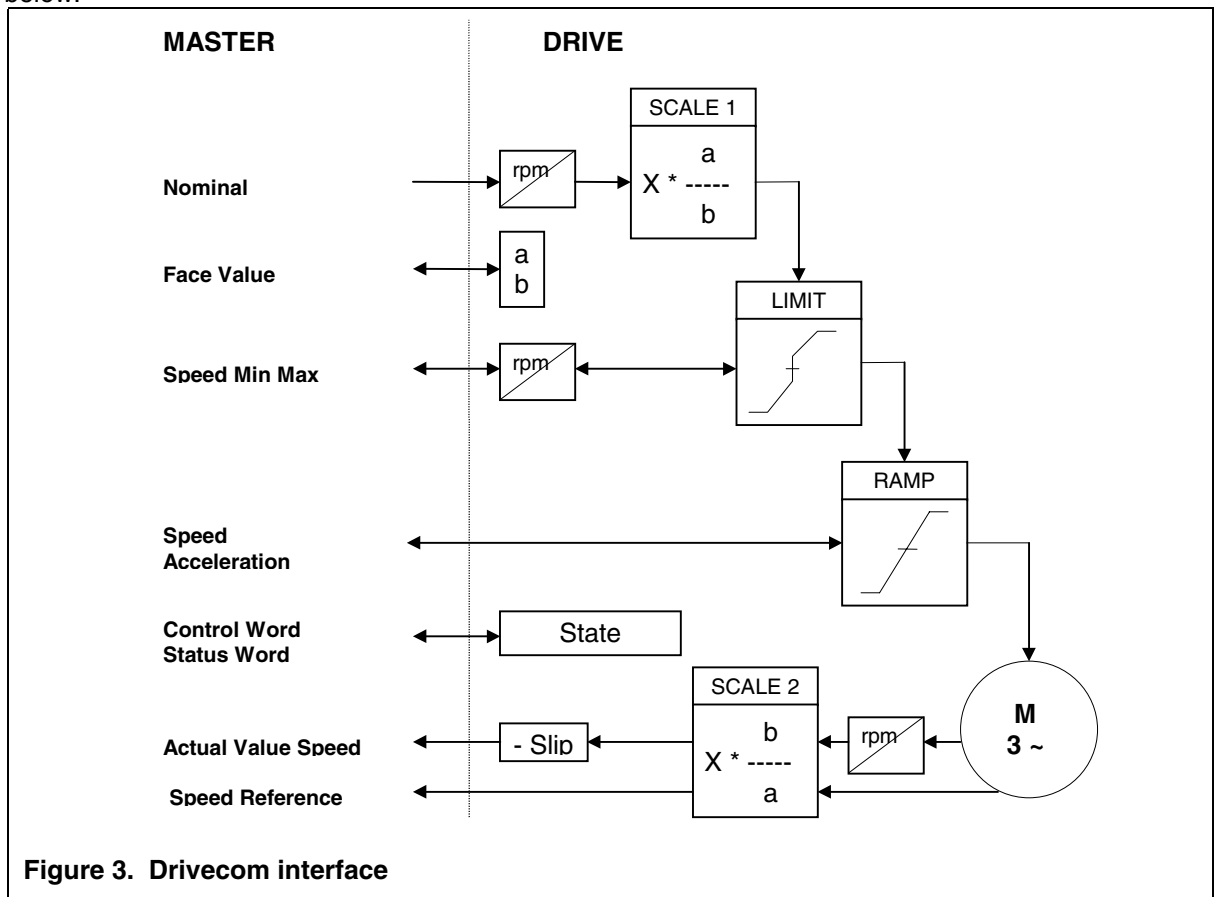 below.
MASTER DRIVE
SCALE 1
a
Nominal rpm X * -----
b
Face Value a
b
LIMIT
Speed Min Max rpm
RAMP
Speed
Acceleration
Control Word State
Status Word
SCALE 2
M
3 ~
Actual Value Speed - Slip b rpm
X * -----
Speed Reference a
Figure 3. Drivecom interface